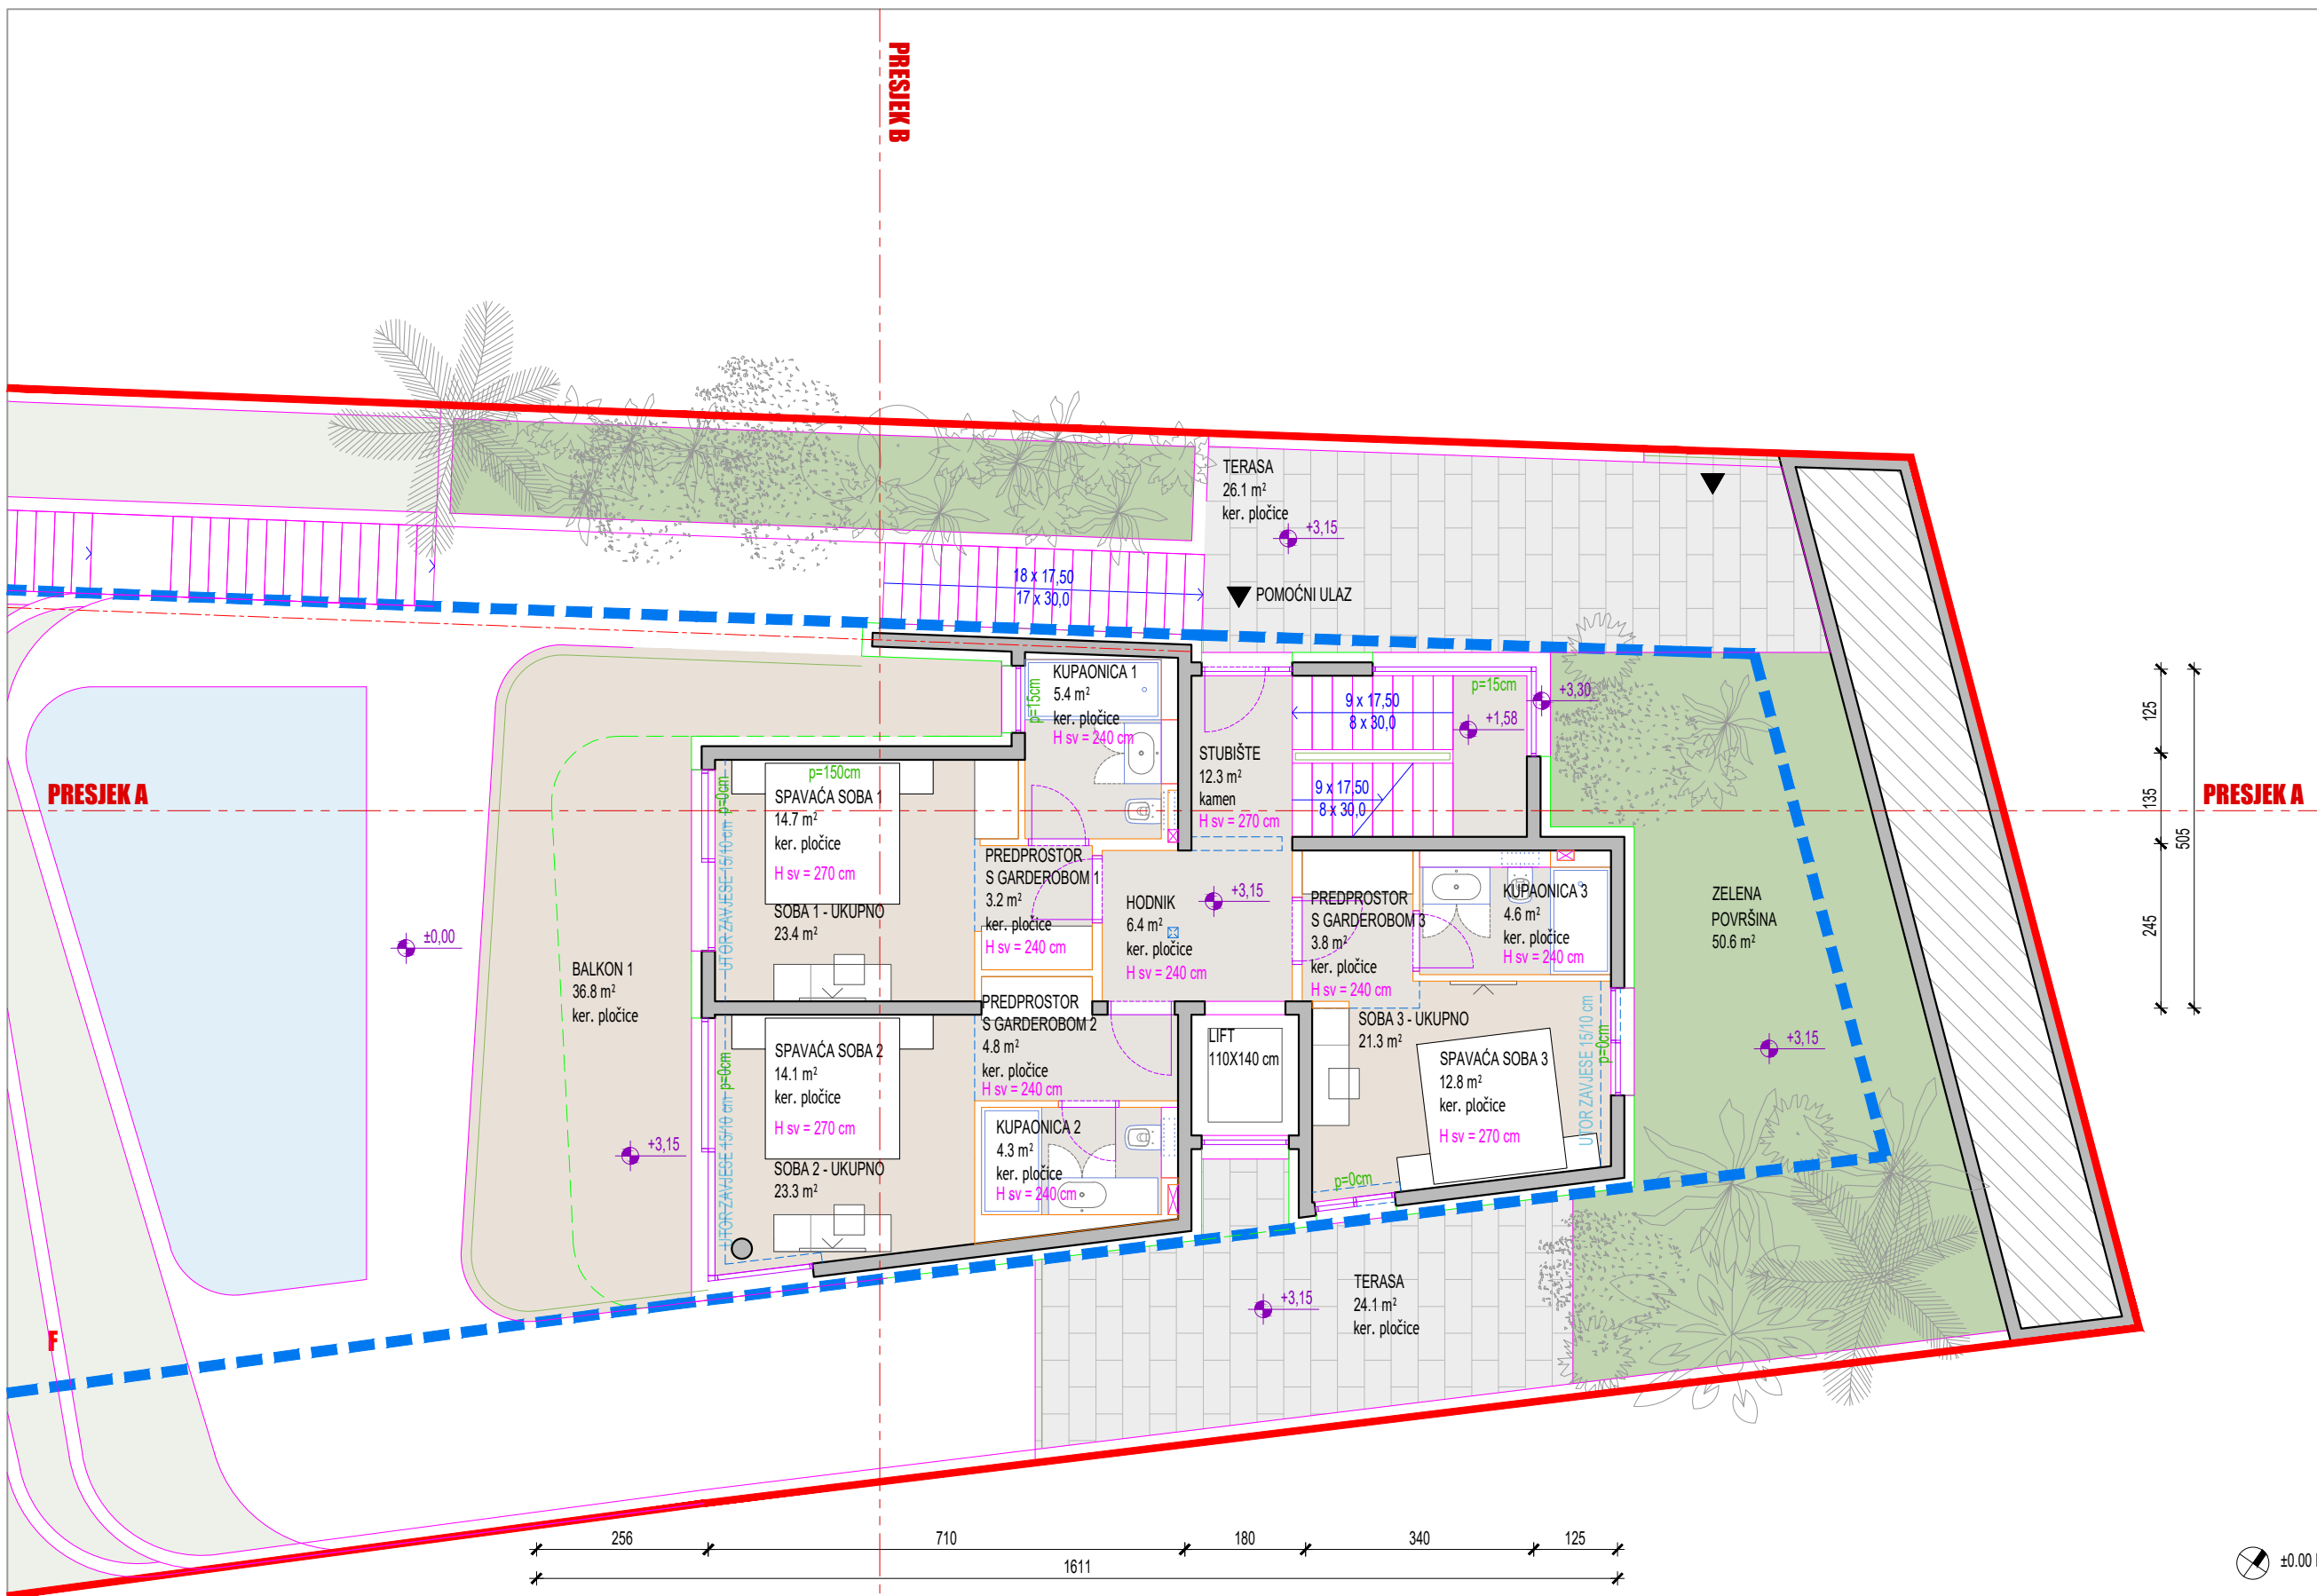 PRESJEK B
TERASA
26.1 m²
ker. pločice
+3,15
18 x 17,50
17 x 30,0
POMOĆNI ULAZ
KUPAONICA 1
5.4 m²
ker. pločice
H sv = 240 cm
p=15cm
9 x 17,50
8 x 30,0
p=15cm
+3,30
+1,58
STUBIŠTE
12.3 m²
kamen
H sv = 270 cm
9 x 17,50
8 x 30,0
PRESJEK A
PRESJEK A
p=150cm
SPAVAĆA SOBA 1
14.7 m²
ker. pločice
H sv = 270 cm
SOBA 1 - UKUPNO
23.4 m²
UTOR ZAVJESE 15/10 cm
p=0cm
PREDPROSTOR
S GARDEROBOM 1
3.2 m²
ker. pločice
H sv = 240 cm
HODNIK
6.4 m²
ker. pločice
H sv = 240 cm
+3,15
PREDPROSTOR
S GARDEROBOM 3
3.8 m²
ker. pločice
H sv = 240 cm
KUPAONICA 3
4.6 m²
ker. pločice
H sv = 240 cm
ZELENA
POVRŠINA
50.6 m²
+3,15
±0,00
BALKON 1
36.8 m²
ker. pločice
+3,15
SPAVAĆA SOBA 2
14.1 m²
ker. pločice
H sv = 270 cm
SOBA 2 - UKUPNO
23.3 m²
UTOR ZAVJESE 15/10 cm
p=0cm
PREDPROSTOR
S GARDEROBOM 2
4.8 m²
ker. pločice
H sv = 240 cm
KUPAONICA 2
4.3 m²
ker. pločice
H sv = 240 cm
LIFT
110X140 cm
SOBA 3 - UKUPNO
21.3 m²
SPAVAĆA SOBA 3
12.8 m²
ker. pločice
H sv = 270 cm
UTOR ZAVJESE 15/10 cm
p=0cm
p=0cm
TERASA
24.1 m²
ker. pločice
+3,15
F
125
135
245
505
256
710
180
340
125
1611
±0.00